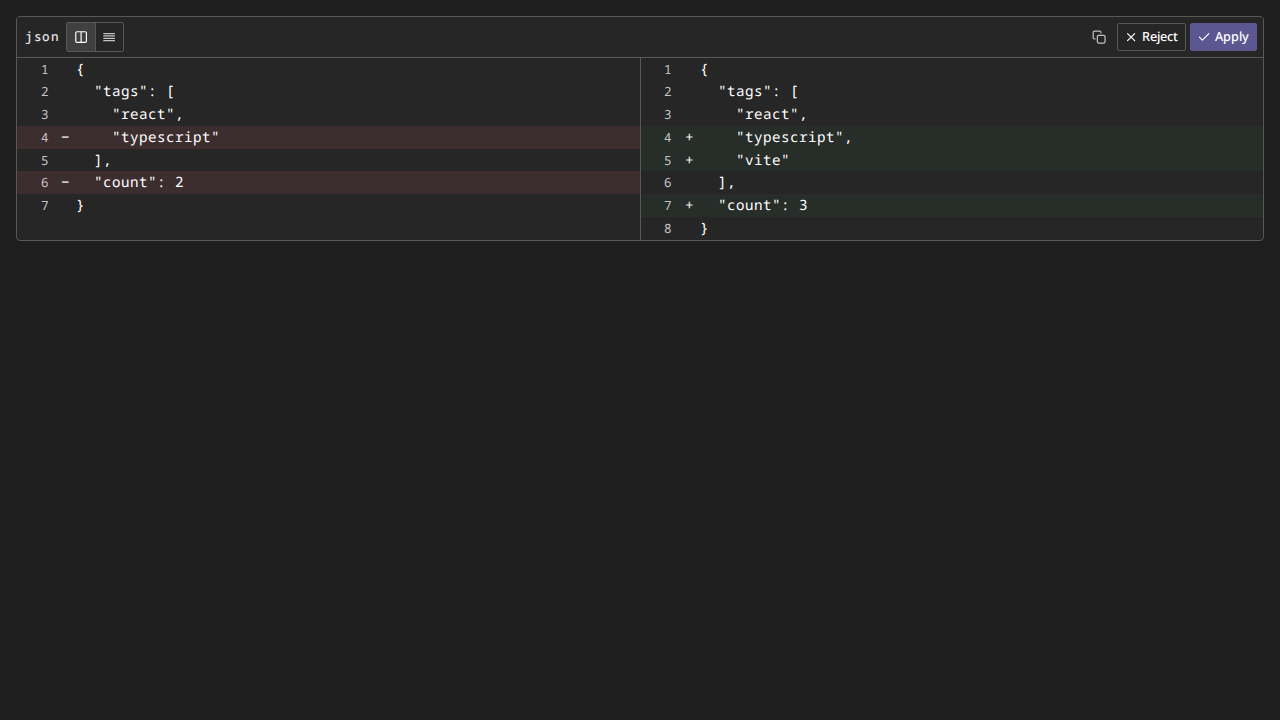 json Reject Apply
1 {
2 "tags": [
3 "react",
4 − "typescript"
5 ],
6 − "count": 2
7 }
1 {
2 "tags": [
3 "react",
4 + "typescript",
5 + "vite"
6 ],
7 + "count": 3
8 }